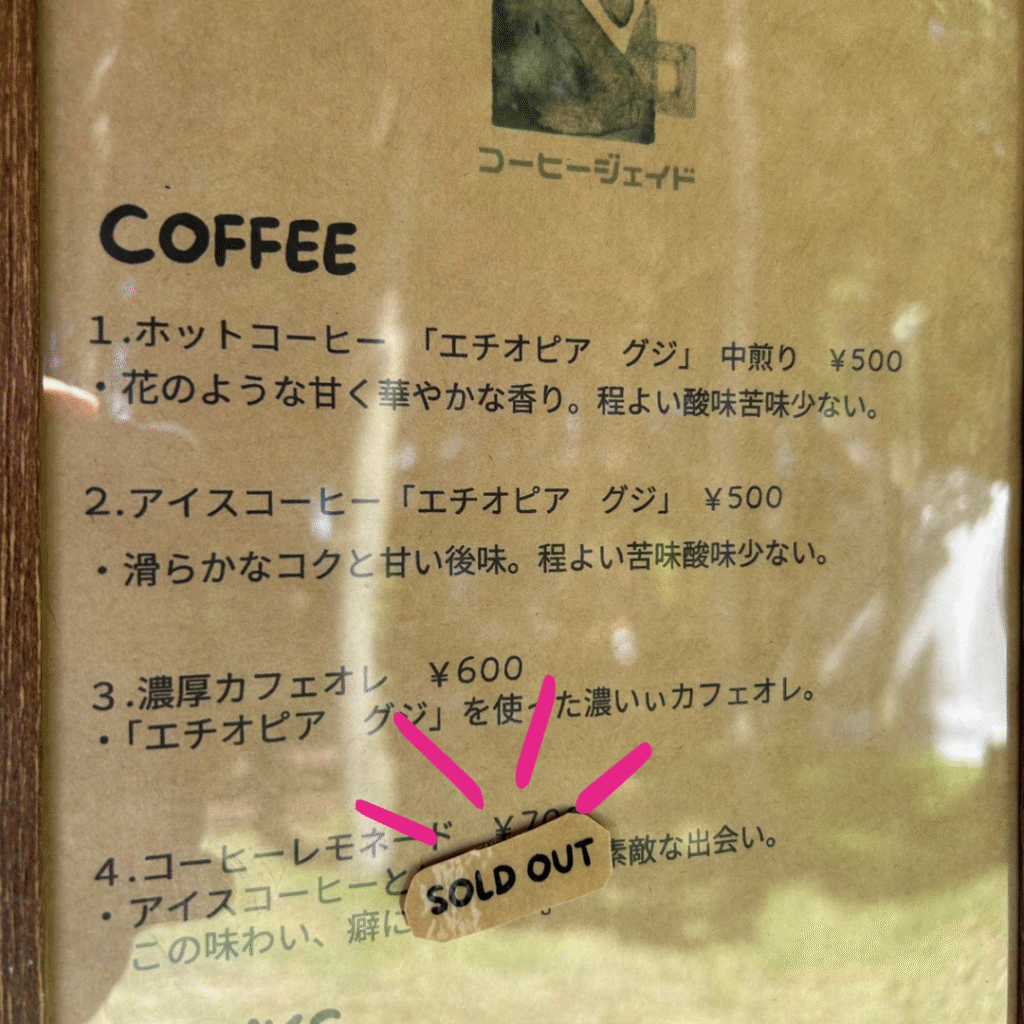 コーヒージェイド
COFFEE
1.ホットコーヒー 「エチオピア グジ」 中煎り ¥500
・花のような甘く華やかな香り。程よい酸味苦味少ない。
2.アイスコーヒー「エチオピア グジ」 ¥500
・滑らかなコクと甘い後味。程よい苦味酸味少ない。
3.濃厚カフェオレ ¥600
・「エチオピア グジ」を使った濃いぃカフェオレ。
4.コーヒーレモネード
・アイスコーヒーと 素敵な出会い。
この味わい、癖に
SOLD OUT